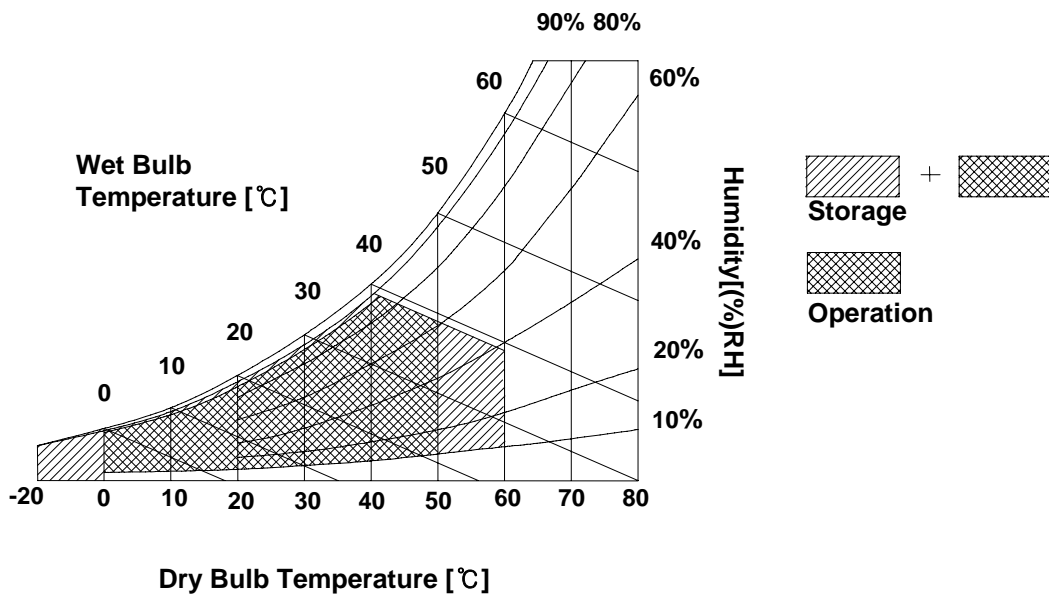 90% 80%
60
60%
50
Wet Bulb
Temperature [℃]
40
Humidity[(%)RH]
40%
30
20
20%
10
0
10%
-20 0 10 20 30 40 50 60 70 80
Dry Bulb Temperature [℃]
+
Storage
Operation